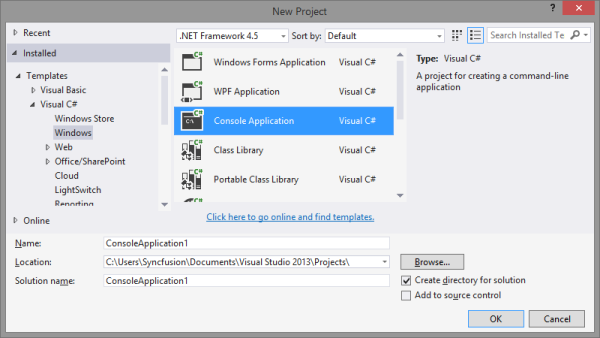 New Project
?
Recent
.NET Framework 4.5
Sort by:
Default
Search Installed Te
Installed
Templates
Visual Basic
Visual C#
Windows Store
Windows
Web
Office/SharePoint
Cloud
LightSwitch
Reporting
Online
Windows Forms Application Visual C#
WPF Application Visual C#
Console Application Visual C#
Class Library Visual C#
Portable Class Library Visual C#
Type: Visual C#
A project for creating a command-line
application
Click here to go online and find templates.
Name: ConsoleApplication1
Location: C:\Users\Syncfusion\Documents\Visual Studio 2013\Projects\ Browse...
Solution name: ConsoleApplication1
Create directory for solution
Add to source control
OK Cancel